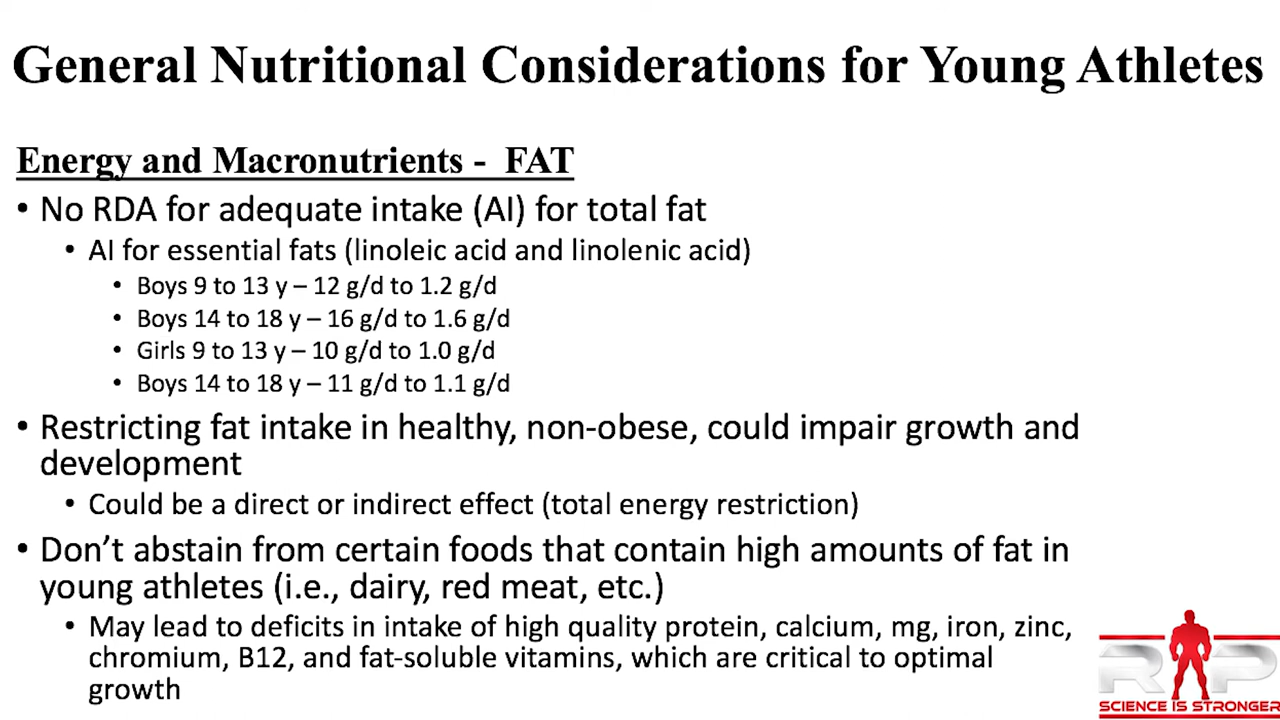 General Nutritional Considerations for Young Athletes
Energy and Macronutrients - FAT
• No RDA for adequate intake (AI) for total fat
• AI for essential fats (linoleic acid and linolenic acid)
• Boys 9 to 13 y – 12 g/d to 1.2 g/d
• Boys 14 to 18 y – 16 g/d to 1.6 g/d
• Girls 9 to 13 y – 10 g/d to 1.0 g/d
• Boys 14 to 18 y – 11 g/d to 1.1 g/d
• Restricting fat intake in healthy, non-obese, could impair growth and
development
• Could be a direct or indirect effect (total energy restriction)
• Don’t abstain from certain foods that contain high amounts of fat in
young athletes (i.e., dairy, red meat, etc.)
• May lead to deficits in intake of high quality protein, calcium, mg, iron, zinc,
chromium, B12, and fat-soluble vitamins, which are critical to optimal
growth
RP
SCIENCE IS STRONGER